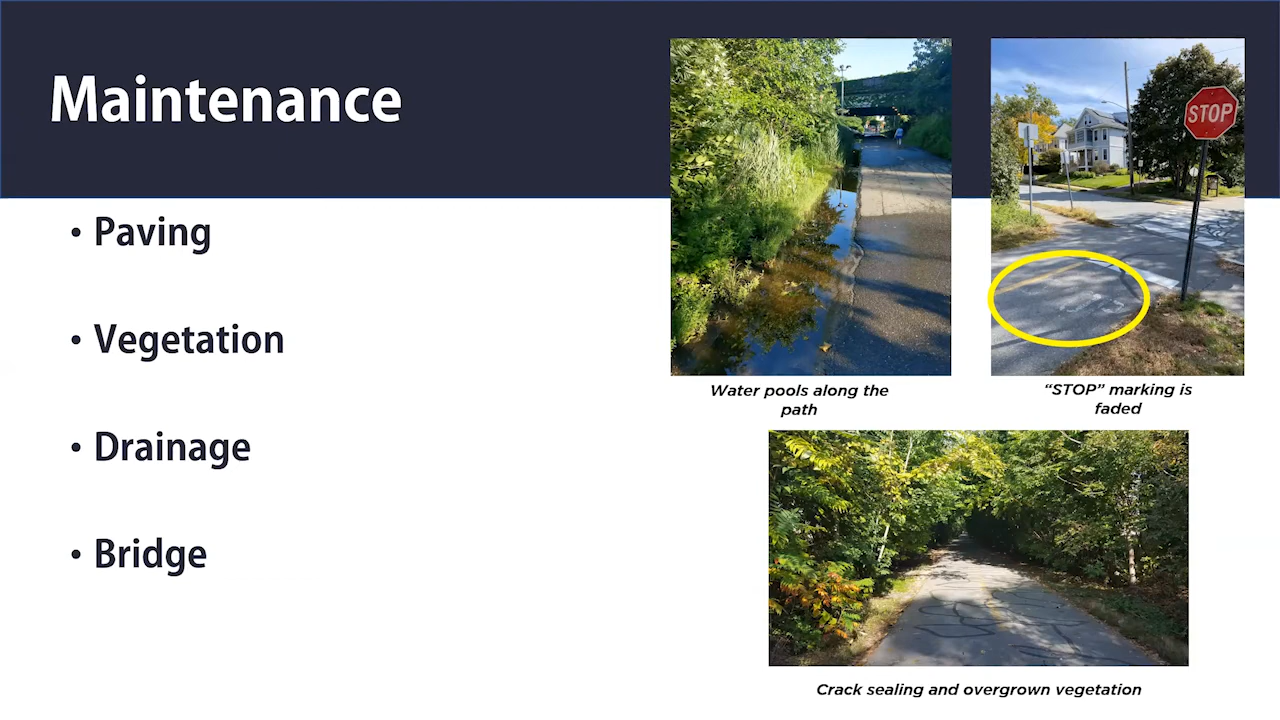 Maintenance
• Paving
• Vegetation
• Drainage
• Bridge
STOP
Water pools along the
path
“STOP” marking is
faded
Crack sealing and overgrown vegetation